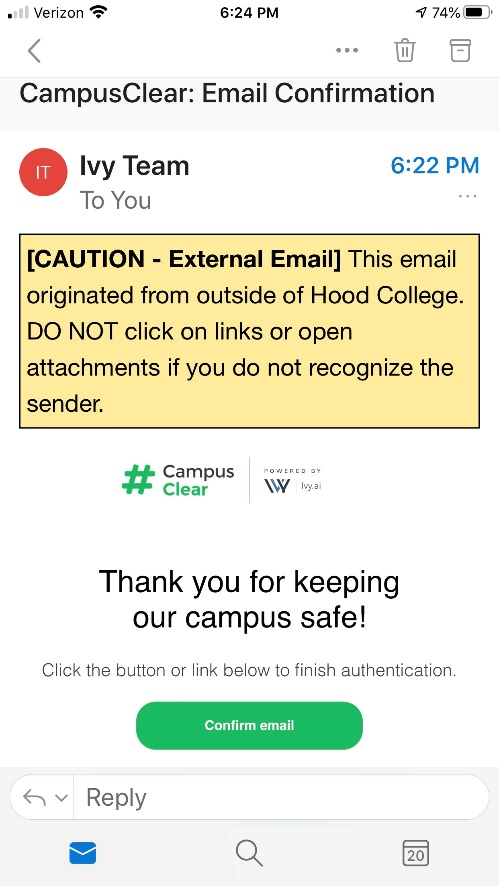 Verizon 6:24 PM 74%
CampusClear: Email Confirmation
IT Ivy Team 6:22 PM
To You
[CAUTION - External Email] This email
originated from outside of Hood College.
DO NOT click on links or open
attachments if you do not recognize the
sender.
# Campus
Clear
POWERED BY
Ivy.ai
Thank you for keeping
our campus safe!
Click the button or link below to finish authentication.
Confirm email
Reply
20